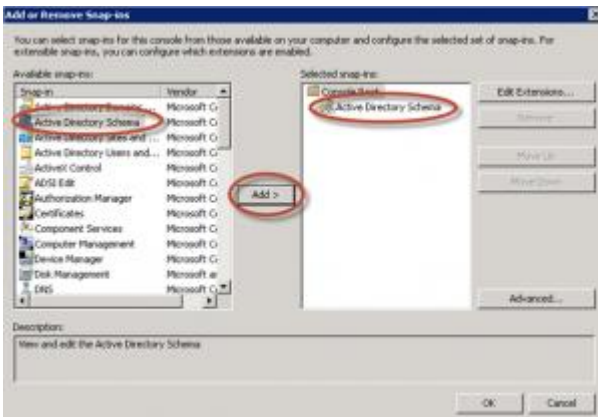 Add or Remove Snap-ins
You can select snap-ins for this console from those available on your computer and configure the selected set of snap-ins. For
extensible snap-ins, you can configure which extensions are enabled.
Available snap-ins:
Snap-in Vendor
Active Directory Domains ... Microsoft Co
Active Directory Schema Microsoft Co
Active Directory Sites and ... Microsoft Co
Active Directory Users and... Microsoft Co
ActiveX Control Microsoft Co
ADSI Edit Microsoft Co
Authorization Manager Microsoft Co
Certificates Microsoft Co
Component Services Microsoft Co
Computer Management Microsoft Co
Device Manager Microsoft Co
Disk Management Microsoft an
DNS Microsoft Co
Add >
Selected snap-ins:
Console Root
Active Directory Schema
Edit Extensions...
Remove
Move Up
Move Down
Advanced...
Description:
View and edit the Active Directory Schema
OK
Cancel